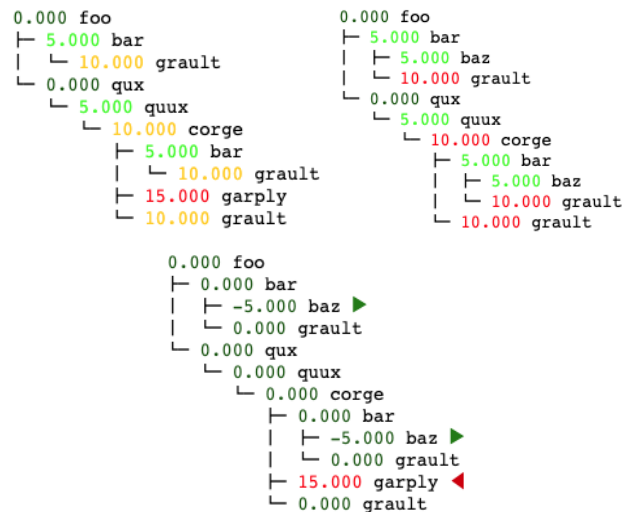 0.000 foo
├─ 5.000 bar
│  └─ 10.000 grault
└─ 0.000 qux
   └─ 5.000 quux
      └─ 10.000 corge
         ├─ 5.000 bar
         │  └─ 10.000 grault
         ├─ 15.000 garply
         └─ 10.000 grault
0.000 foo
├─ 5.000 bar
│  ├─ 5.000 baz
│  └─ 10.000 grault
└─ 0.000 qux
   └─ 5.000 quux
      └─ 10.000 corge
         ├─ 5.000 bar
         │  ├─ 5.000 baz
         │  └─ 10.000 grault
         └─ 10.000 grault
0.000 foo
├─ 0.000 bar
│  ├─ -5.000 baz ▶
│  └─ 0.000 grault
└─ 0.000 qux
   └─ 0.000 quux
      └─ 0.000 corge
         ├─ 0.000 bar
         │  ├─ -5.000 baz ▶
         │  └─ 0.000 grault
         ├─ 15.000 garply ◀
         └─ 0.000 grault